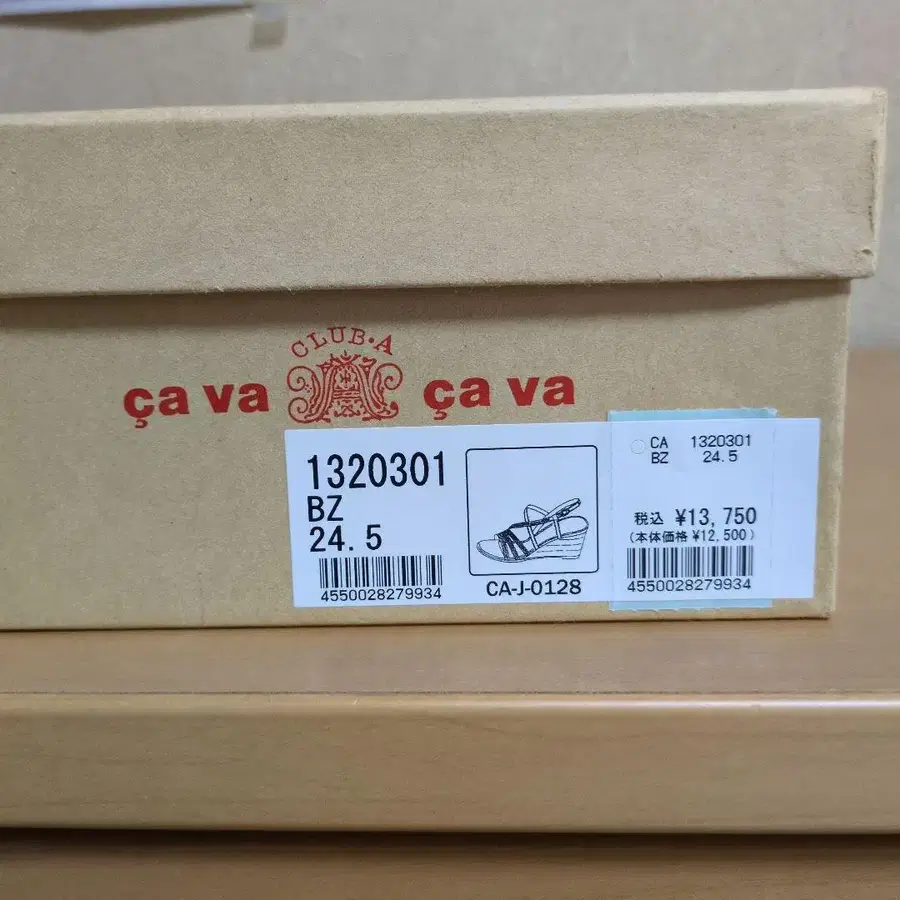 CLUB•A
ça va ça va
1320301
BZ
24.5
4550028279934
CA-J-0128
CA 1320301
BZ 24.5
税込 ¥13,750
(本体価格 ¥12,500)
4550028279934